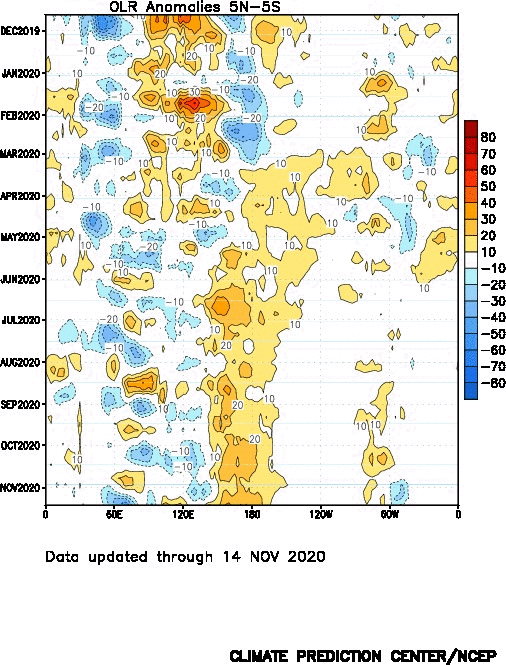 OLR Anomalies 5N-5S
DEC2019
JAN2020
FEB2020
MAR2020
APR2020
MAY2020
JUN2020
JUL2020
AUG2020
SEP2020
OCT2020
NOV2020
0 60E 120E 180 120W 60W 0
80
70
60
50
40
30
20
10
-10
-20
-30
-40
-50
-60
-70
-80
Data updated through 14 NOV 2020
CLIMATE PREDICTION CENTER/NCEP